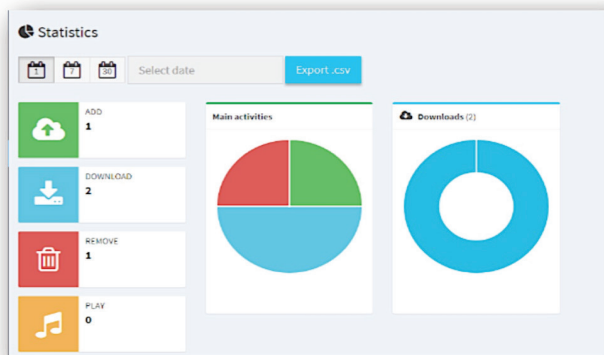 Statistics
1 7 30 Select date Export .csv
ADD
1
DOWNLOAD
2
REMOVE
1
PLAY
0
Main activities
Downloads (2)